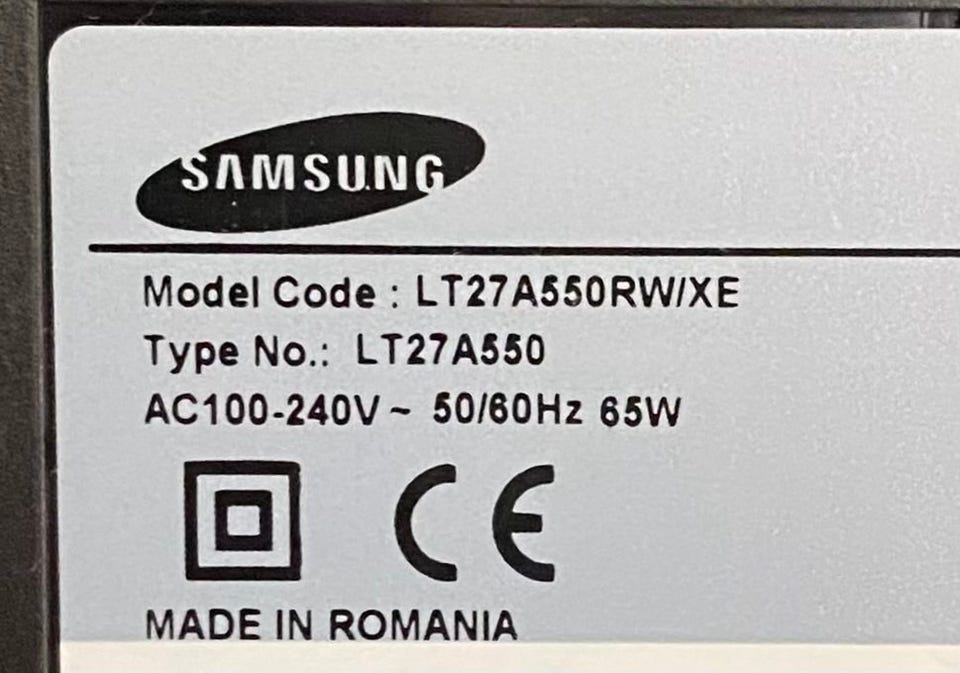 SAMSUNG
Model Code : LT27A550RW/XE
Type No.: LT27A550
AC100-240V ~ 50/60Hz 65W
CE
MADE IN ROMANIA